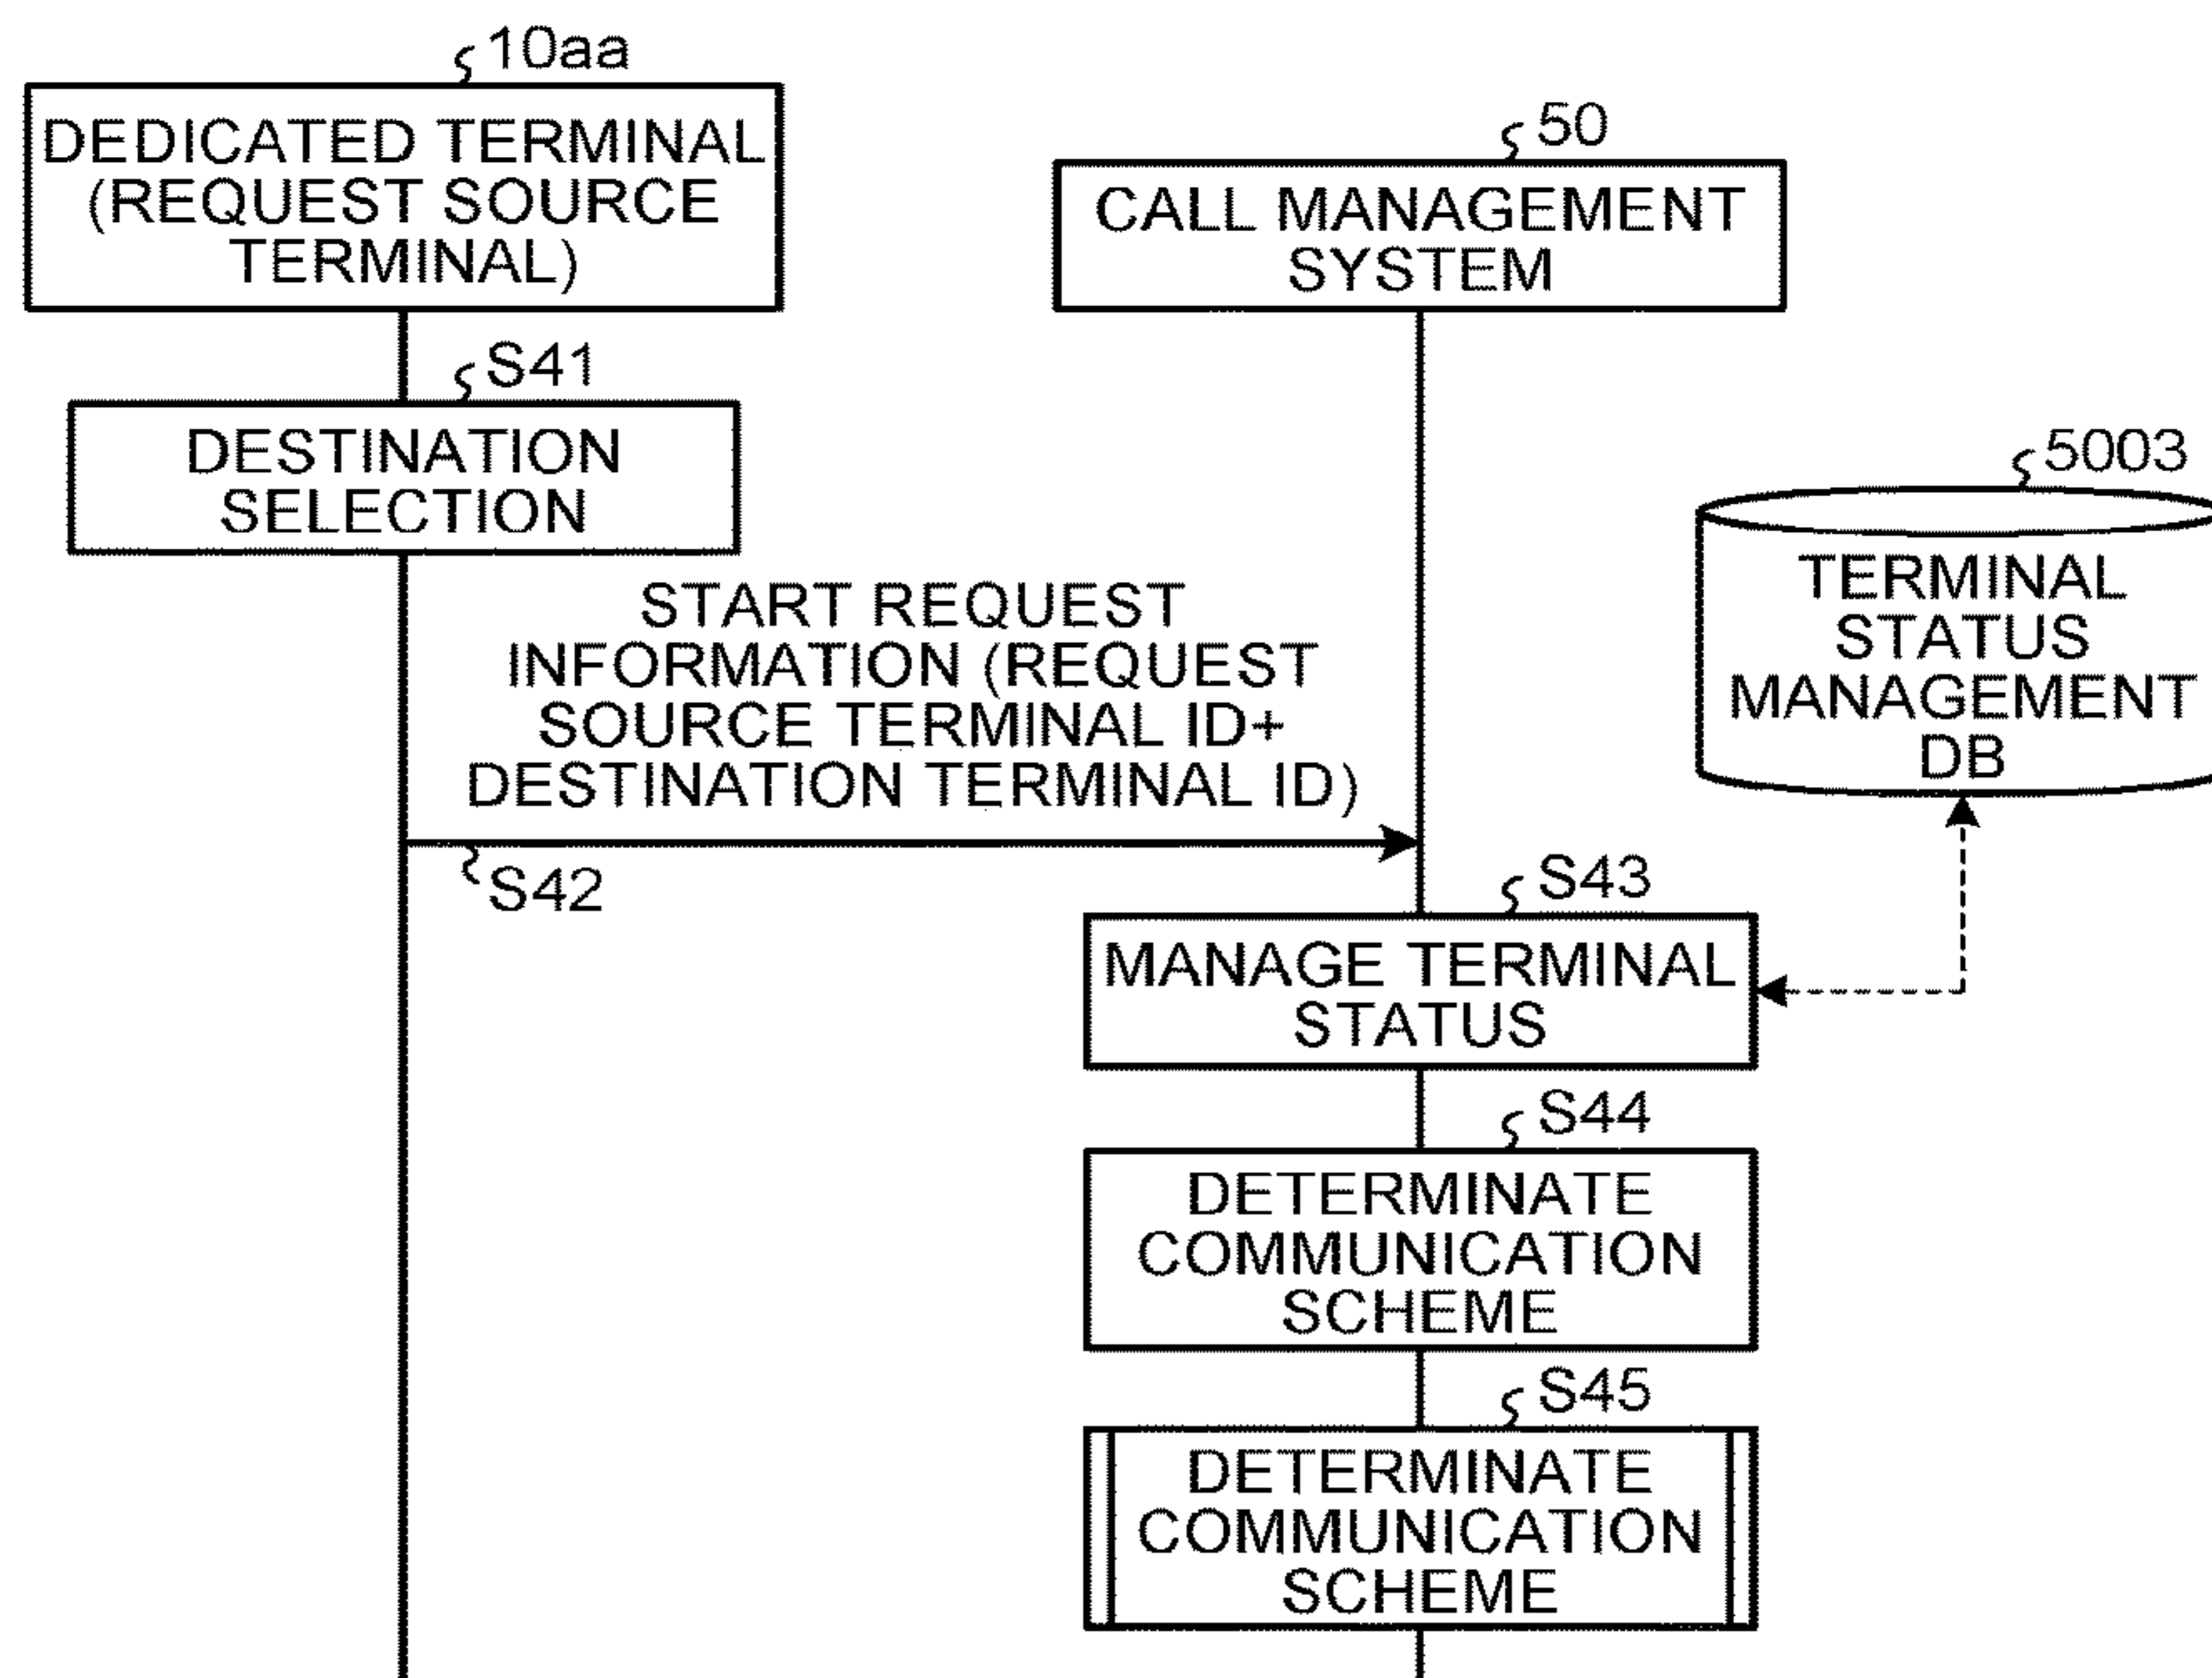 10aa
DEDICATED TERMINAL
(REQUEST SOURCE
TERMINAL)
50
CALL MANAGEMENT
SYSTEM
S41
DESTINATION
SELECTION
5003
TERMINAL
STATUS
MANAGEMENT
DB
START REQUEST
INFORMATION (REQUEST
SOURCE TERMINAL ID+
DESTINATION TERMINAL ID)
S42
S43
MANAGE TERMINAL
STATUS
S44
DETERMINATE
COMMUNICATION
SCHEME
S45
DETERMINATE
COMMUNICATION
SCHEME